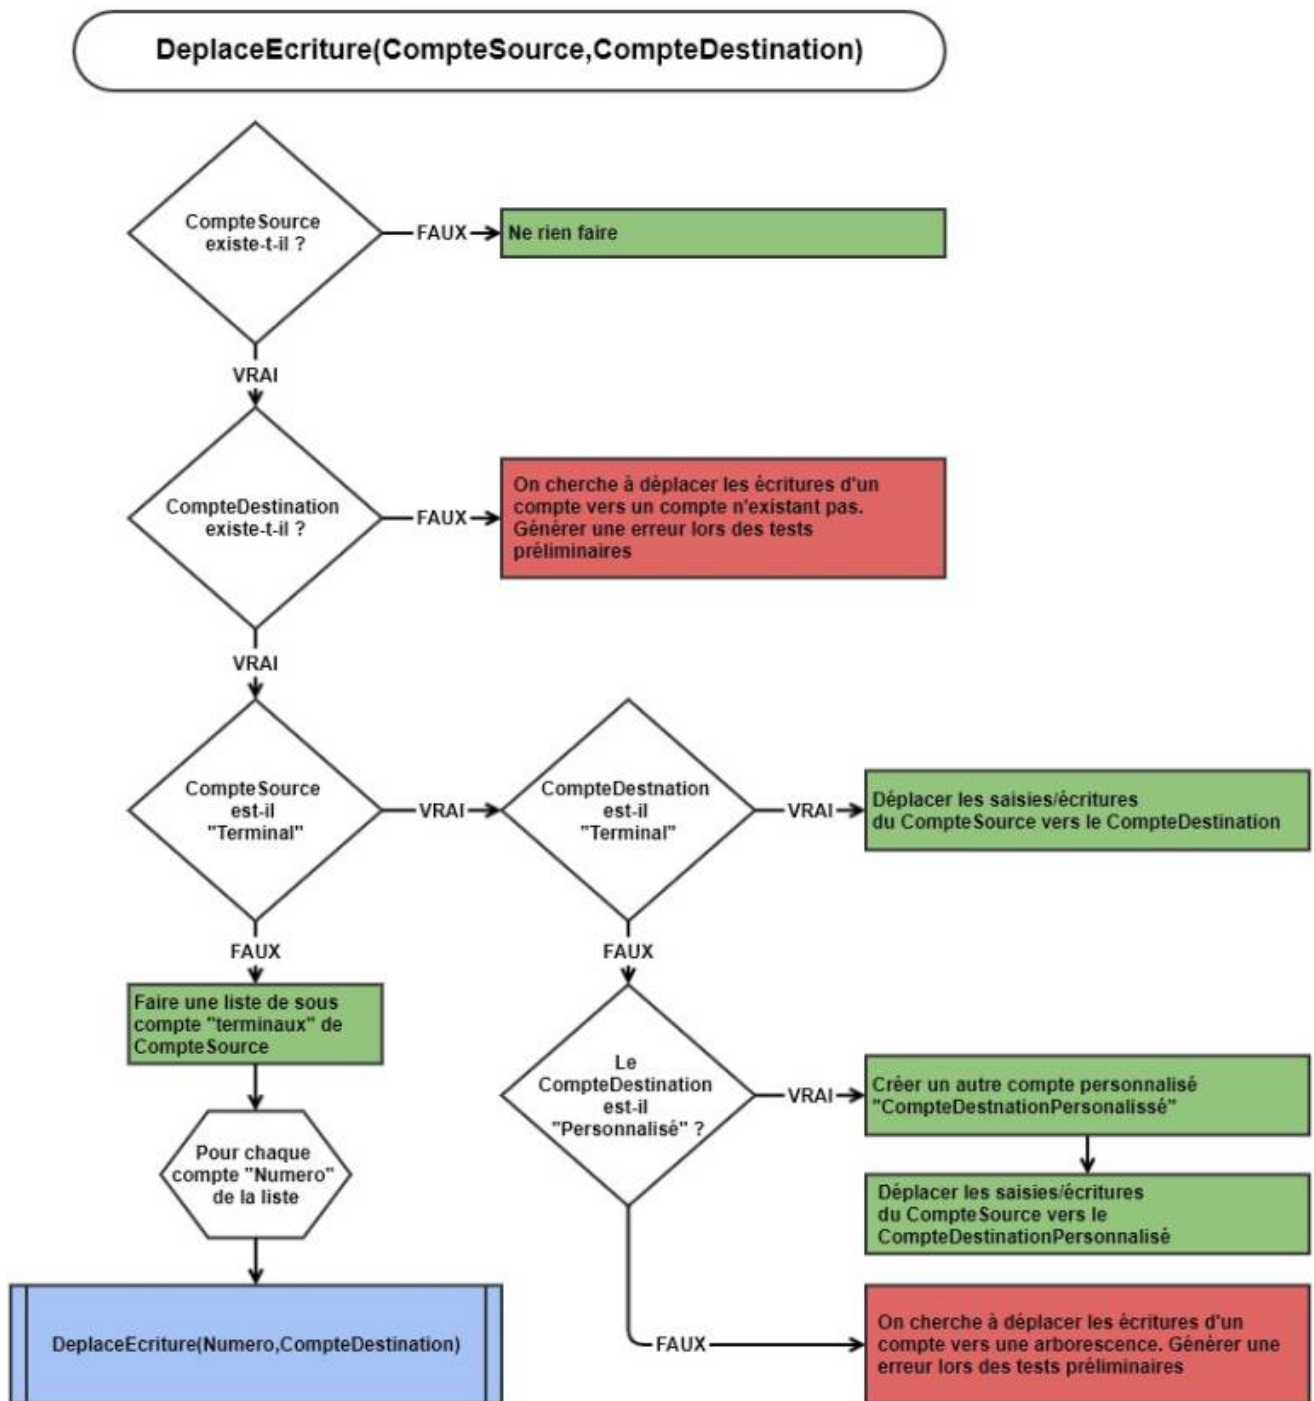 DeplaceEcriture(CompteSource,CompteDestination)
CompteSource
existe-t-il ?
FAUX
Ne rien faire
VRAI
CompteDestination
existe-t-il ?
FAUX
On cherche à déplacer les écritures d'un
compte vers un compte n'existant pas.
Générer une erreur lors des tests
préliminaires
VRAI
CompteSource
est-il
"Terminal"
VRAI
CompteDestnation
est-il
"Terminal"
VRAI
Déplacer les saisies/écritures
du CompteSource vers le CompteDestination
FAUX
FAUX
Faire une liste de sous
compte "terminaux" de
CompteSource
Le
CompteDestination
est-il
"Personnalisé" ?
VRAI
Créer un autre compte personnalisé
"CompteDestnationPersonalissé"
Pour chaque
compte "Numero"
de la liste
Déplacer les saisies/écritures
du CompteSource vers le
CompteDestinationPersonnalisé
DeplaceEcriture(Numero,CompteDestination)
FAUX
On cherche à déplacer les écritures d'un
compte vers une arborescence. Générer une
erreur lors des tests préliminaires